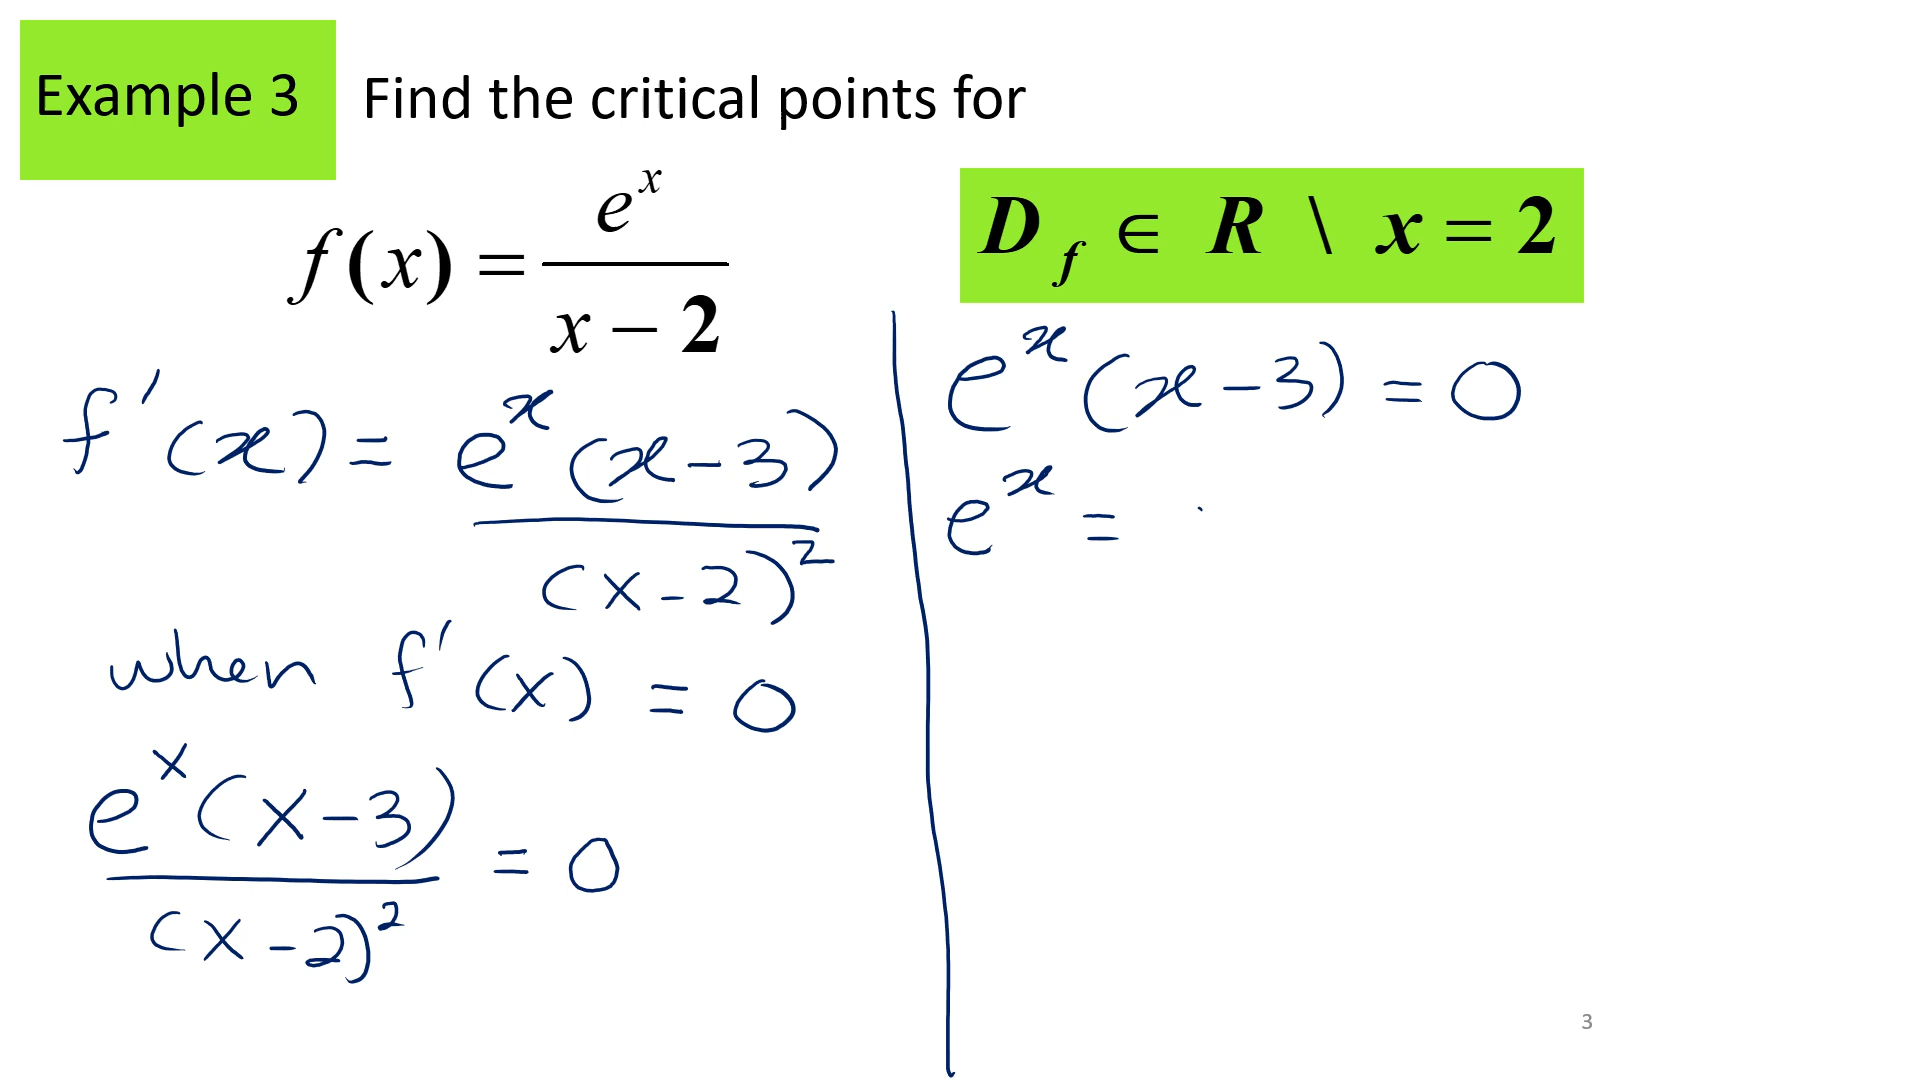 Example 3 Find the critical points for
f(x) = e^x / (x − 2)
D_f ∈ R \ x = 2
f'(x) = e^x (x − 3) / (x − 2)^2
when f'(x) = 0
e^x (x − 3) / (x − 2)^2 = 0
e^x (x − 3) = 0
e^x =
3